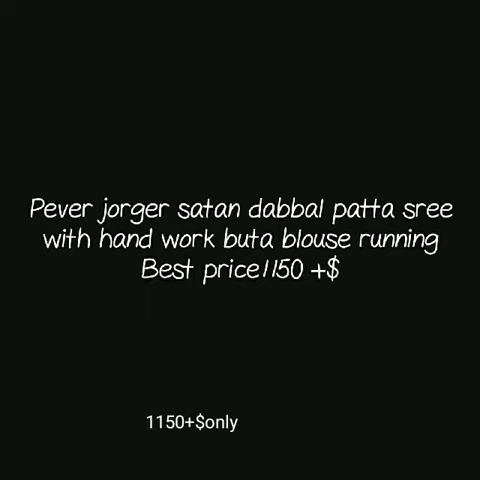 Pever jorger satan dabbal patta sree
with hand work buta blouse running
Best price1150 +$
1150+$only